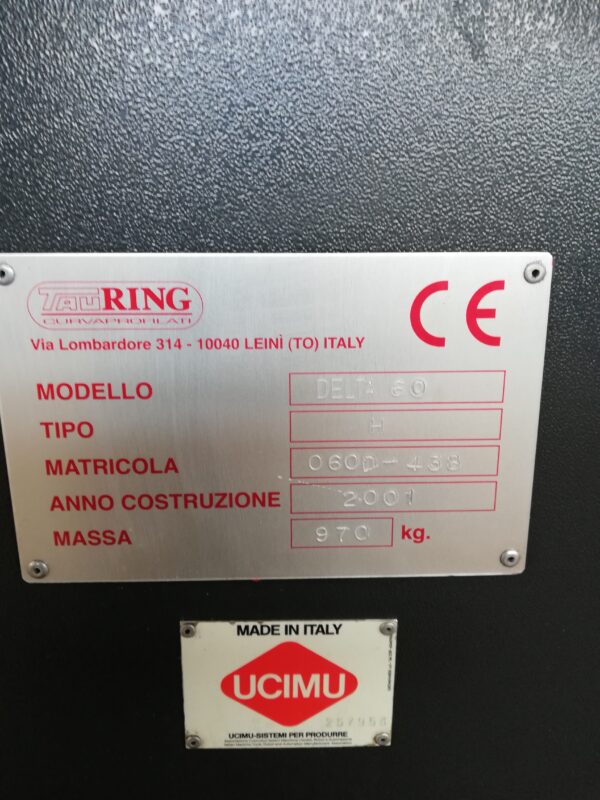 TauRING
CURVAPROFILATI
CE
Via Lombardore 314 - 10040 LEINÌ (TO) ITALY
MODELLO DELTA 60
TIPO H
MATRICOLA 060D-438
ANNO COSTRUZIONE 2001
MASSA 970 kg.
MADE IN ITALY
UCIMU
UCIMU-SISTEMI PER PRODURRE